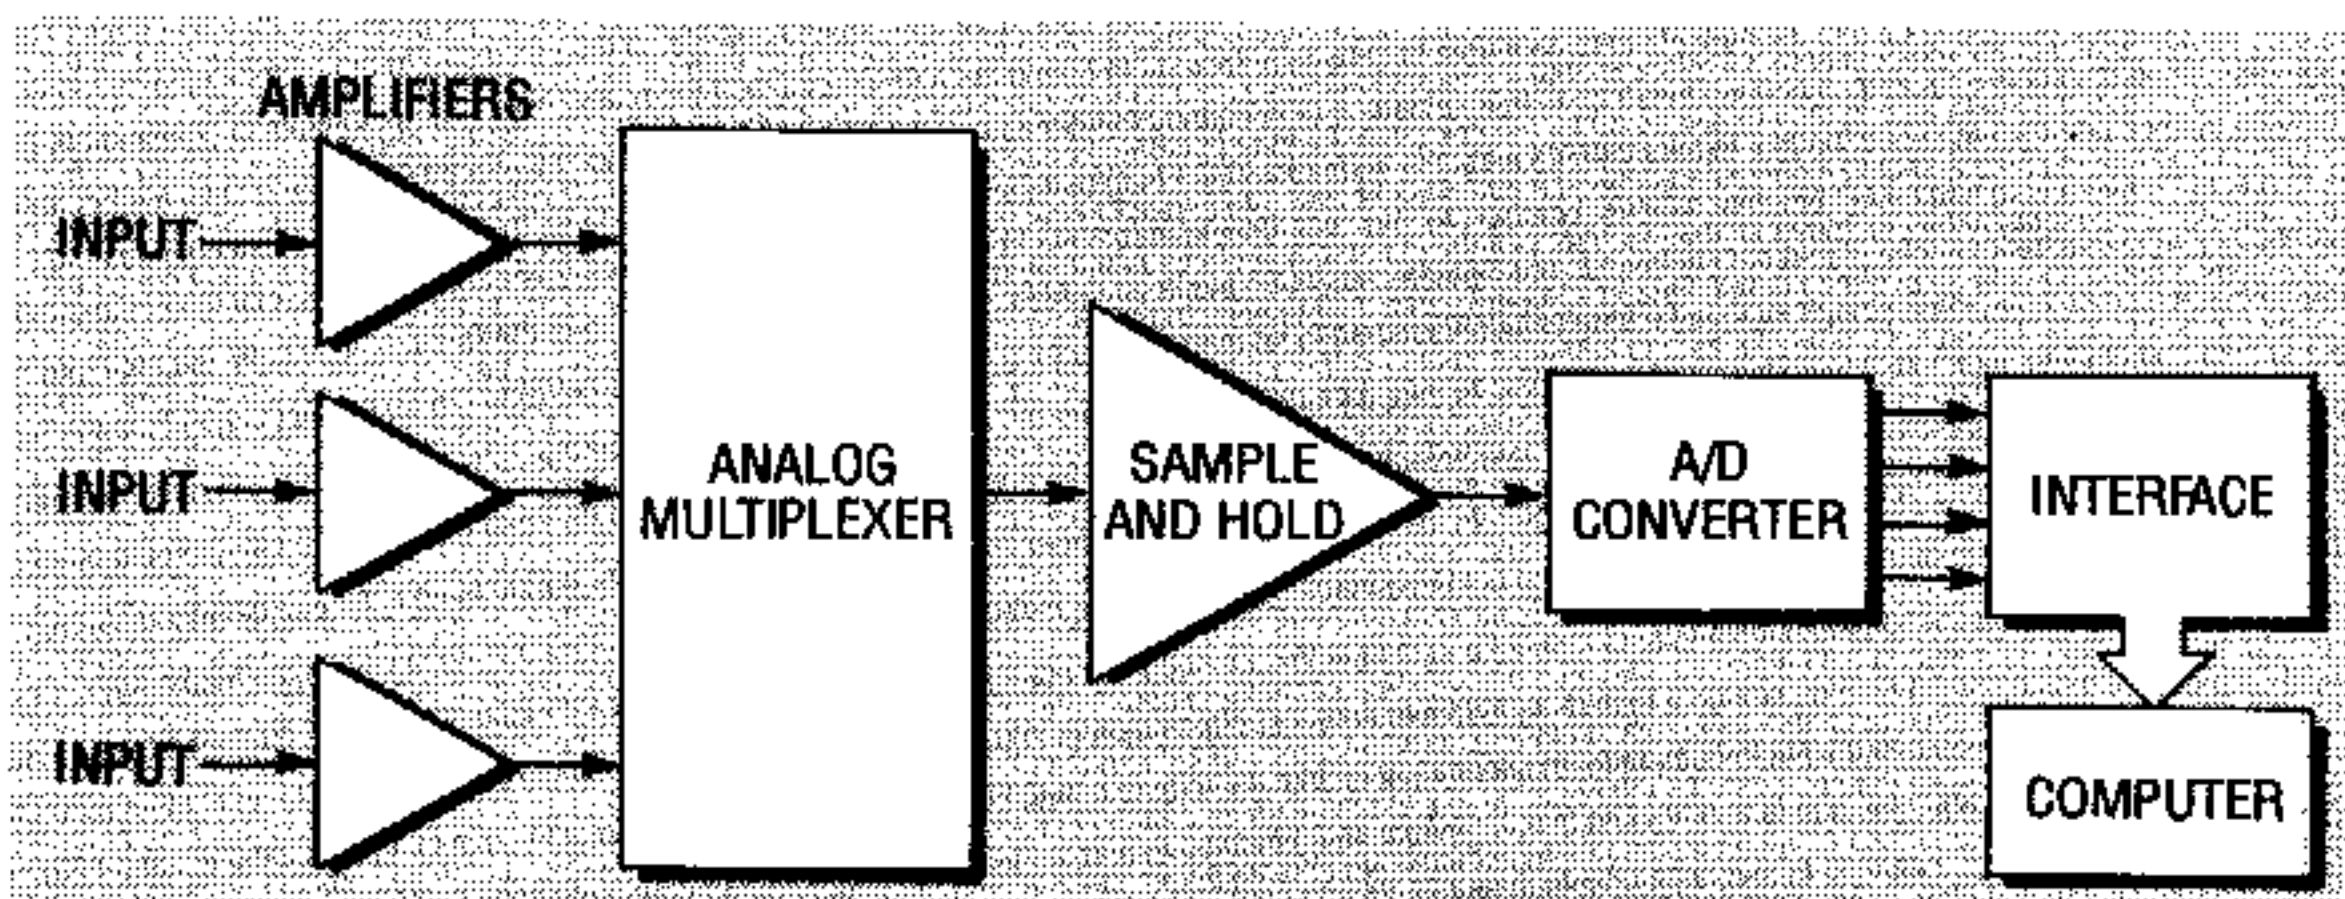 AMPLIFIERS
INPUT
INPUT
INPUT
ANALOG
MULTIPLEXER
SAMPLE
AND HOLD
A/D
CONVERTER
INTERFACE
COMPUTER